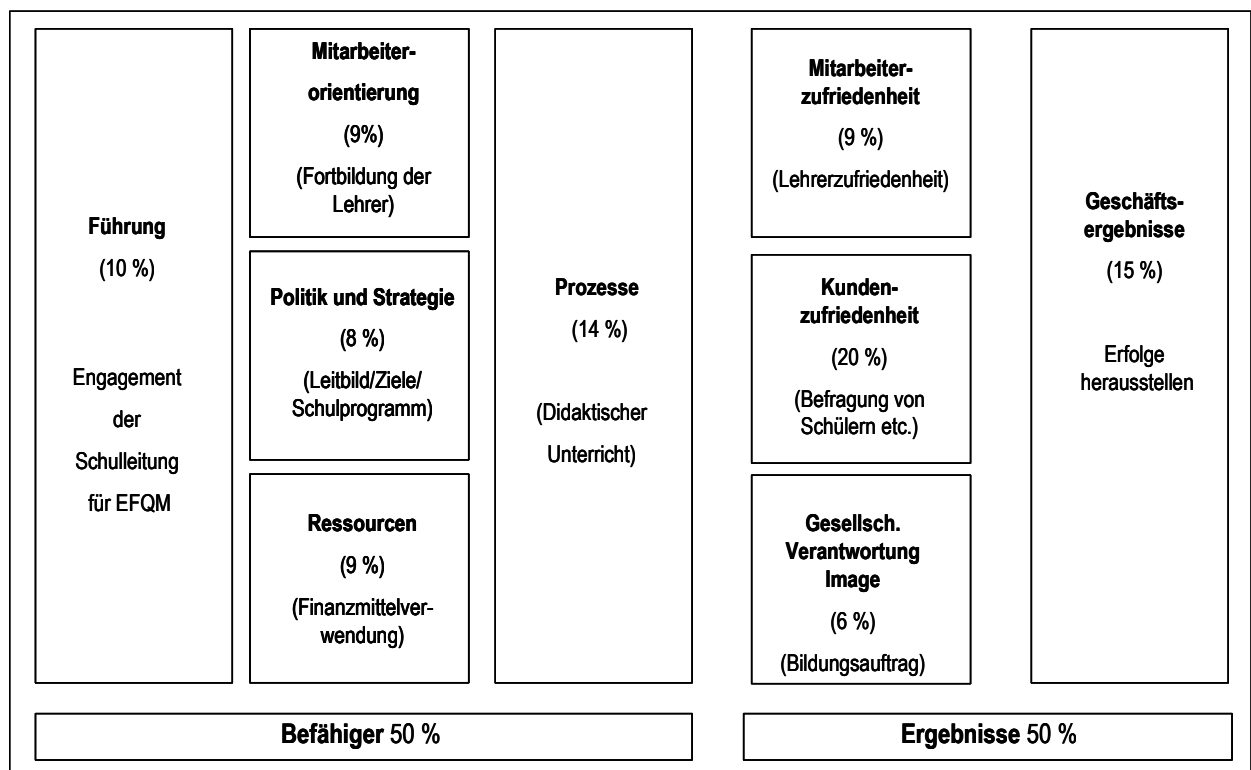 Führung
(10 %)
Engagement
der
Schulleitung
für EFQM
Mitarbeiter-
orientierung
(9%)
(Fortbildung der
Lehrer)
Politik und Strategie
(8 %)
(Leitbild/Ziele/
Schulprogramm)
Ressourcen
(9 %)
(Finanzmittelver-
wendung)
Prozesse
(14 %)
(Didaktischer
Unterricht)
Mitarbeiter-
zufriedenheit
(9 %)
(Lehrerzufriedenheit)
Kunden-
zufriedenheit
(20 %)
(Befragung von
Schülern etc.)
Gesellsch.
Verantwortung
Image
(6 %)
(Bildungsauftrag)
Geschäfts-
ergebnisse
(15 %)
Erfolge
herausstellen
Befähiger 50 %
Ergebnisse 50 %